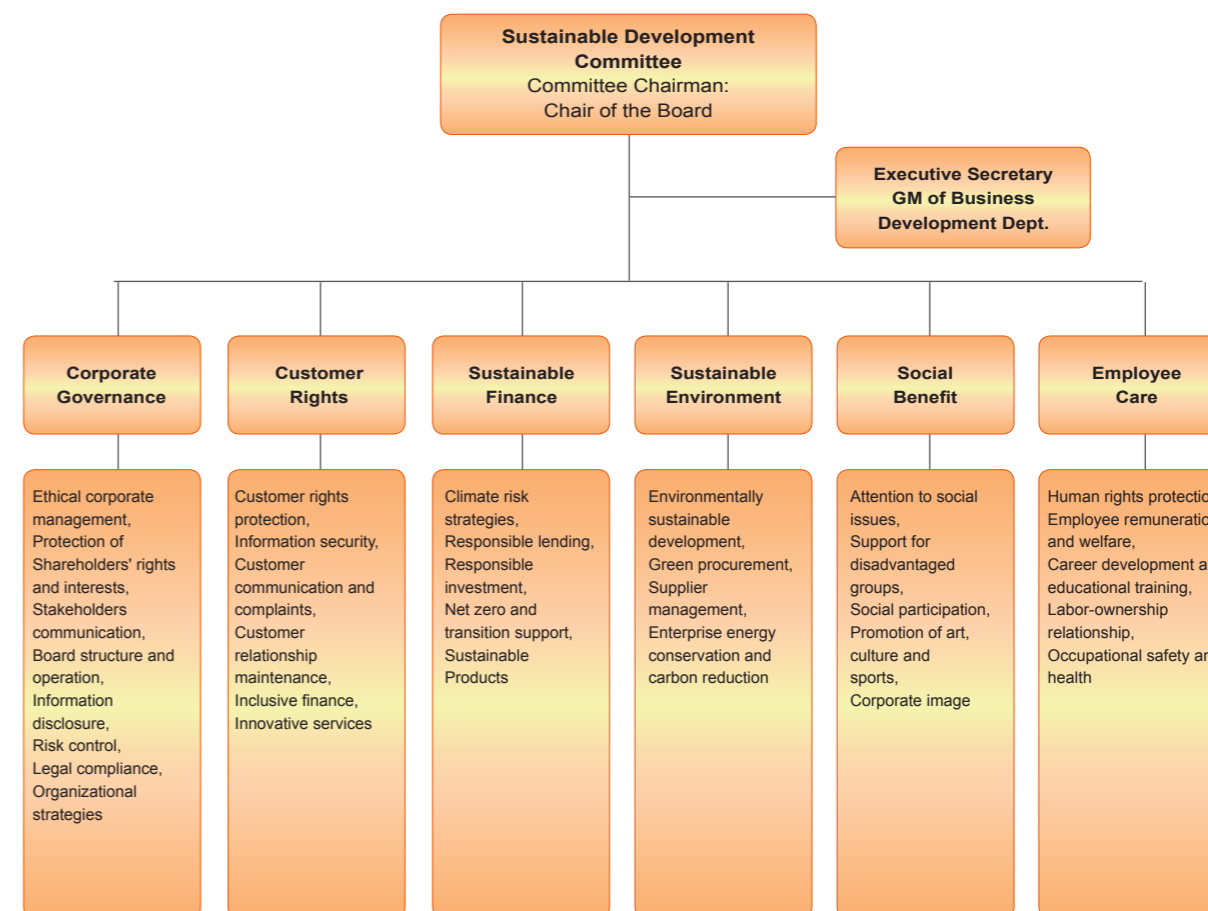 Sustainable Development
Committee
Committee Chairman:
Chair of the Board
Executive Secretary
GM of Business
Development Dept.
Corporate
Governance
Customer
Rights
Sustainable
Finance
Sustainable
Environment
Social
Benefit
Employee
Care
Ethical corporate
management,
Protection of
Shareholders' rights
and interests,
Stakeholders
communication,
Board structure and
operation,
Information
disclosure,
Risk control,
Legal compliance,
Organizational
strategies
Customer rights
protection,
Information security,
Customer
communication and
complaints,
Customer
relationship
maintenance,
Inclusive finance,
Innovative services
Climate risk
strategies,
Responsible lending,
Responsible
investment,
Net zero and
transition support,
Sustainable
Products
Environmentally
sustainable
development,
Green procurement,
Supplier
management,
Enterprise energy
conservation and
carbon reduction
Attention to social
issues,
Support for
disadvantaged
groups,
Social participation,
Promotion of art,
culture and
sports,
Corporate image
Human rights
Employee
and welfare,
Career development
educational training,
Labor-ownership
relationship,
Occupational safety
health